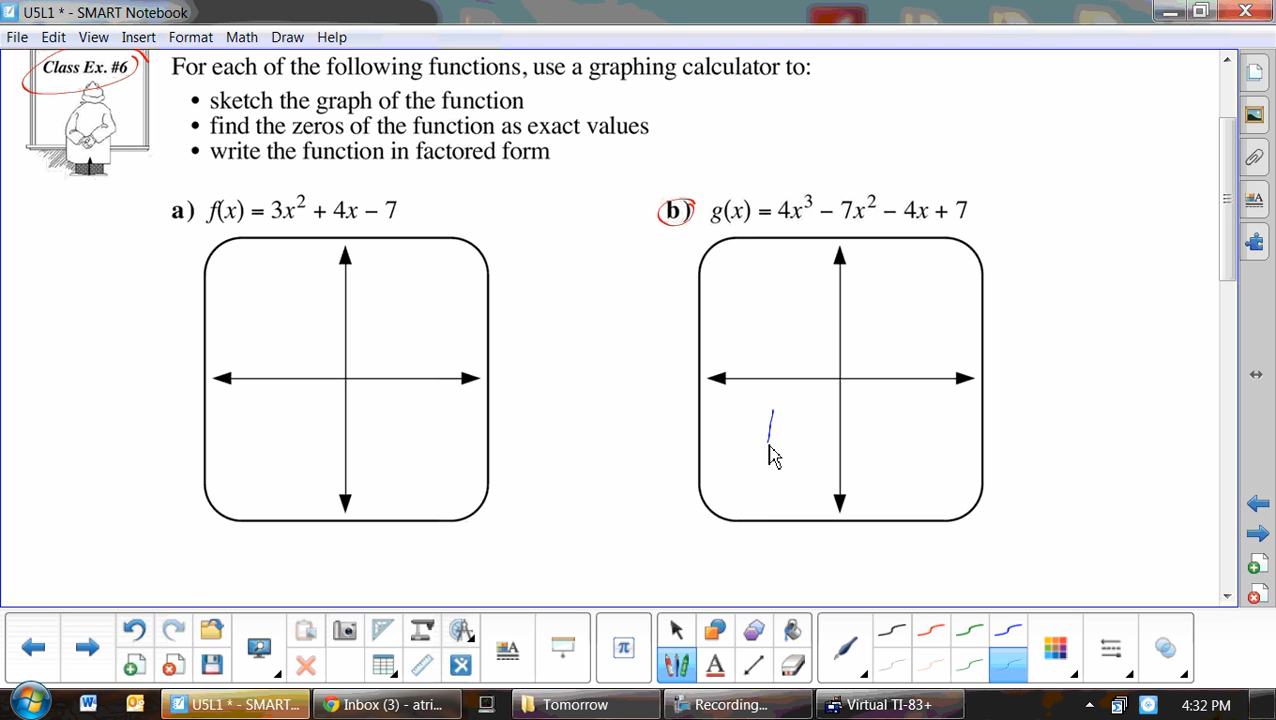 U5L1 * - SMART Notebook
File Edit View Insert Format Math Draw Help
Class Ex. #6
For each of the following functions, use a graphing calculator to:
• sketch the graph of the function
• find the zeros of the function as exact values
• write the function in factored form
a) f(x) = 3x² + 4x − 7
b) g(x) = 4x³ − 7x² − 4x + 7
π
A
U5L1 * - SMART...
Inbox (3) - atri...
Tomorrow
Recording...
Virtual TI-83+
4:32 PM